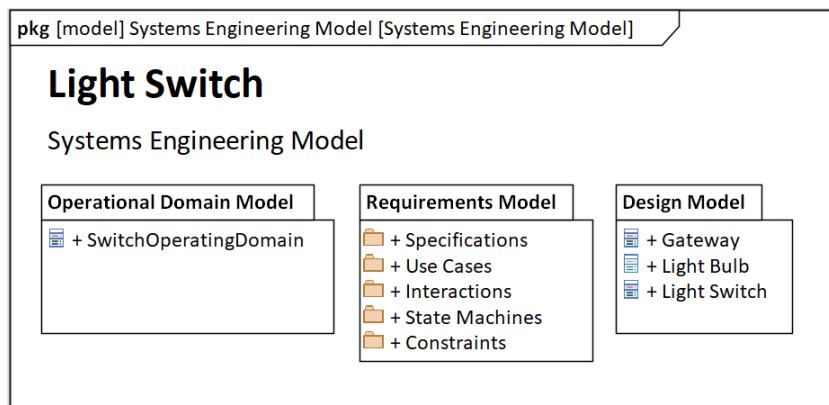 pkg [model] Systems Engineering Model [Systems Engineering Model]
Light Switch
Systems Engineering Model
Operational Domain Model
+ SwitchOperatingDomain
Requirements Model
+ Specifications
+ Use Cases
+ Interactions
+ State Machines
+ Constraints
Design Model
+ Gateway
+ Light Bulb
+ Light Switch